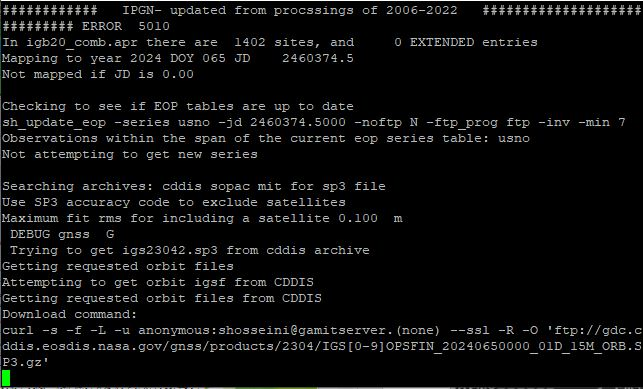 ############   IPGN- updated from procssings of 2006-2022   ####################
######### ERROR  5010
In igb20_comb.apr there are  1402 sites, and     0 EXTENDED entries
Mapping to year 2024 DOY 065 JD    2460374.5
Not mapped if JD is 0.00
Checking to see if EOP tables are up to date
sh_update_eop -series usno -jd 2460374.5000 -noftp N -ftp_prog ftp -inv -min 7
Observations within the span of the current eop series table: usno
Not attempting to get new series
Searching archives: cddis sopac mit for sp3 file
Use SP3 accuracy code to exclude satellites
Maximum fit rms for including a satellite 0.100  m
 DEBUG gnss  G
 Trying to get igs23042.sp3 from cddis archive
Getting requested orbit files
Attempting to get orbit igsf from CDDIS
Getting requested orbit files from CDDIS
Download command:
curl -s -f -L -u anonymous:shosseini@gamitserver.(none) --ssl -R -O 'ftp://gdc.c
ddis.eosdis.nasa.gov/gnss/products/2304/IGS[0-9]OPSFIN_20240650000_01D_15M_ORB.S
P3.gz'